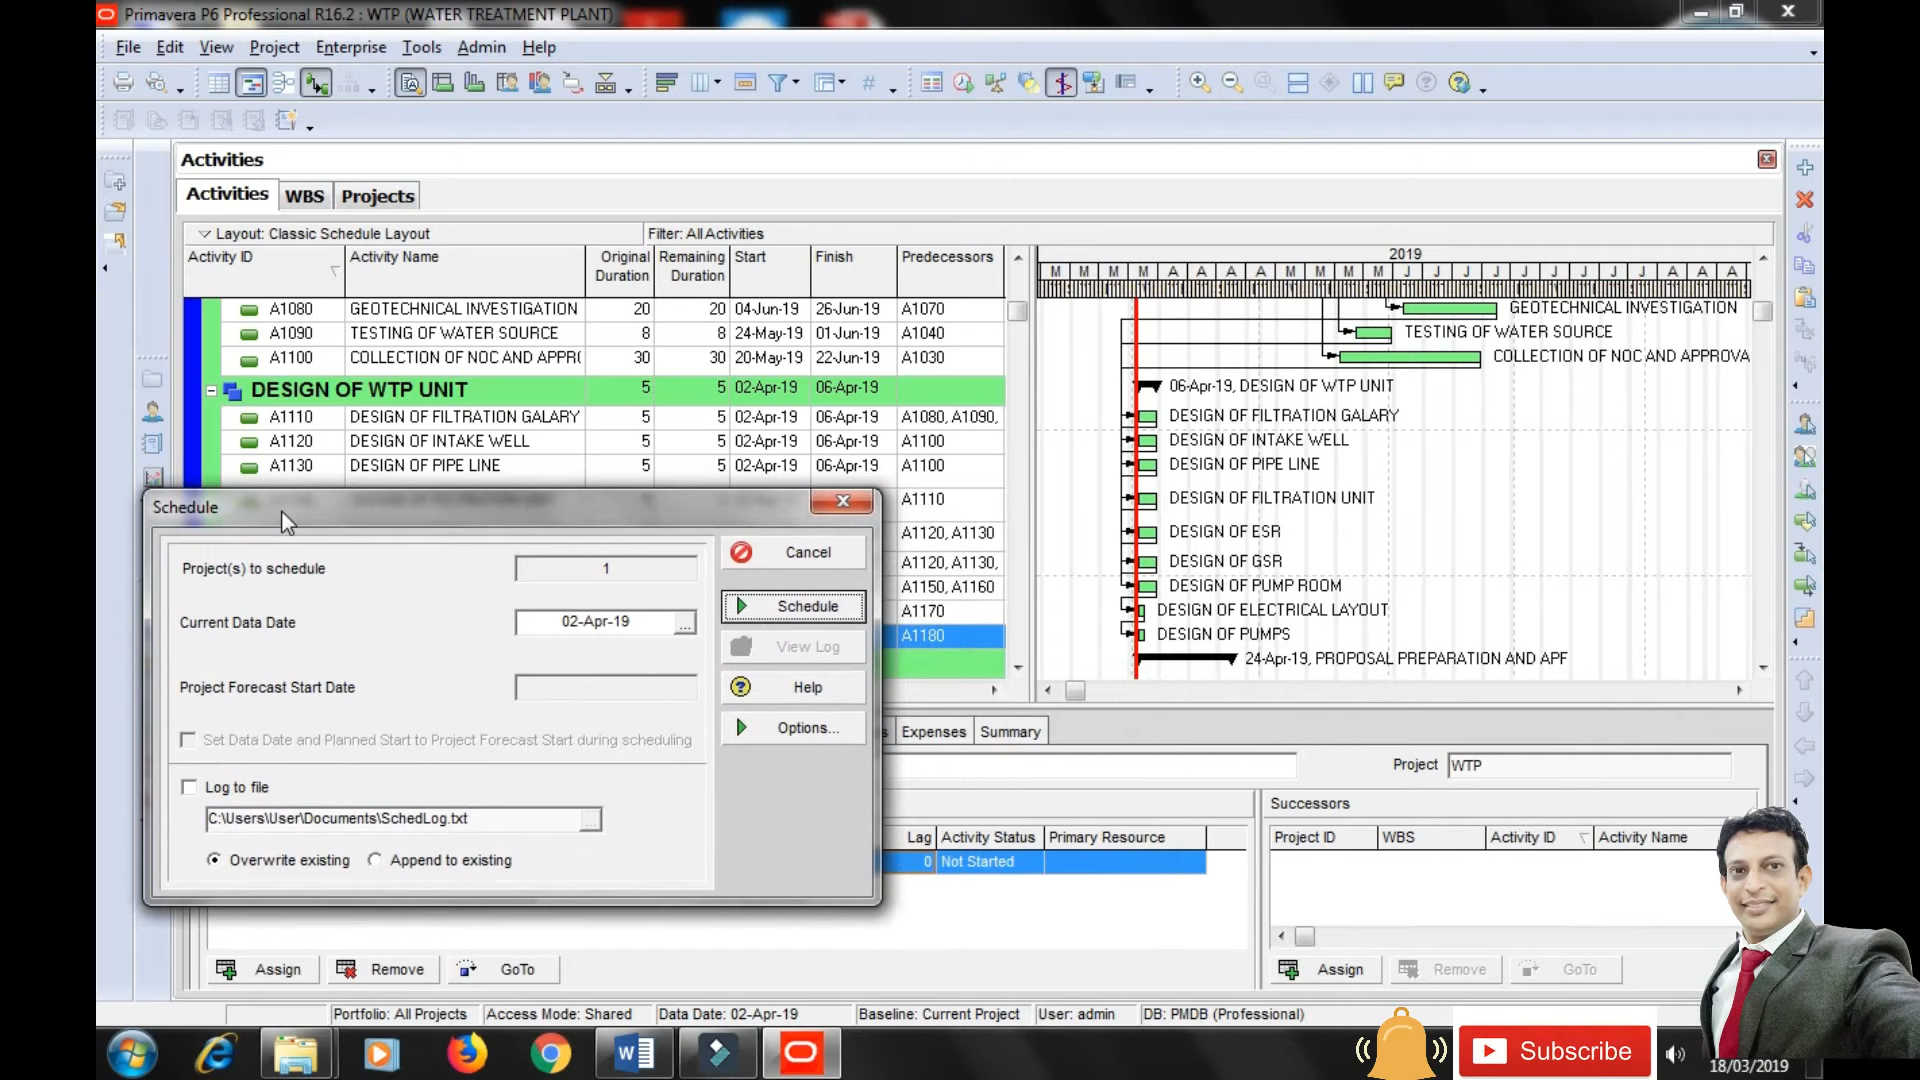 Primavera P6 Professional R16.2 : WTP (WATER TREATMENT PLANT)
File Edit View Project Enterprise Tools Admin Help
Activities
Activities WBS Projects
Layout: Classic Schedule Layout Filter: All Activities
Activity ID Activity Name Original Duration Remaining Duration Start Finish Predecessors
2019
M M M M A A A A M M M M J J J J J A A A
A1080 GEOTECHNICAL INVESTIGATION 20 20 04-Jun-19 26-Jun-19 A1070 GEOTECHNICAL INVESTIGATION
A1090 TESTING OF WATER SOURCE 8 8 24-May-19 01-Jun-19 A1040 TESTING OF WATER SOURCE
A1100 COLLECTION OF NOC AND APPR 30 30 20-May-19 22-Jun-19 A1030 COLLECTION OF NOC AND APPROVA
DESIGN OF WTP UNIT 5 5 02-Apr-19 06-Apr-19 06-Apr-19, DESIGN OF WTP UNIT
A1110 DESIGN OF FILTRATION GALARY 5 5 02-Apr-19 06-Apr-19 A1080, A1090, DESIGN OF FILTRATION GALARY
A1120 DESIGN OF INTAKE WELL 5 5 02-Apr-19 06-Apr-19 A1100 DESIGN OF INTAKE WELL
A1130 DESIGN OF PIPE LINE 5 5 02-Apr-19 06-Apr-19 A1100 DESIGN OF PIPE LINE
A1110 DESIGN OF FILTRATION UNIT
A1120, A1130 DESIGN OF ESR
A1120, A1130, DESIGN OF GSR
A1150, A1160 DESIGN OF PUMP ROOM
A1170 DESIGN OF ELECTRICAL LAYOUT
A1180 DESIGN OF PUMPS
24-Apr-19, PROPOSAL PREPARATION AND APF
Schedule
Project(s) to schedule 1
Current Data Date 02-Apr-19 ...
Project Forecast Start Date
Set Data Date and Planned Start to Project Forecast Start during scheduling
Log to file
C:\Users\User\Documents\SchedLog.txt ...
Overwrite existing Append to existing
Cancel
Schedule
View Log
Help
Options...
s Expenses Summary
Project WTP
Lag Activity Status Primary Resource
0 Not Started
Successors
Project ID WBS Activity ID Activity Name
Assign Remove GoTo Assign Remove GoTo
Portfolio: All Projects Access Mode: Shared Data Date: 02-Apr-19 Baseline: Current Project User: admin DB: PMDB (Professional)
Subscribe
18/03/2019